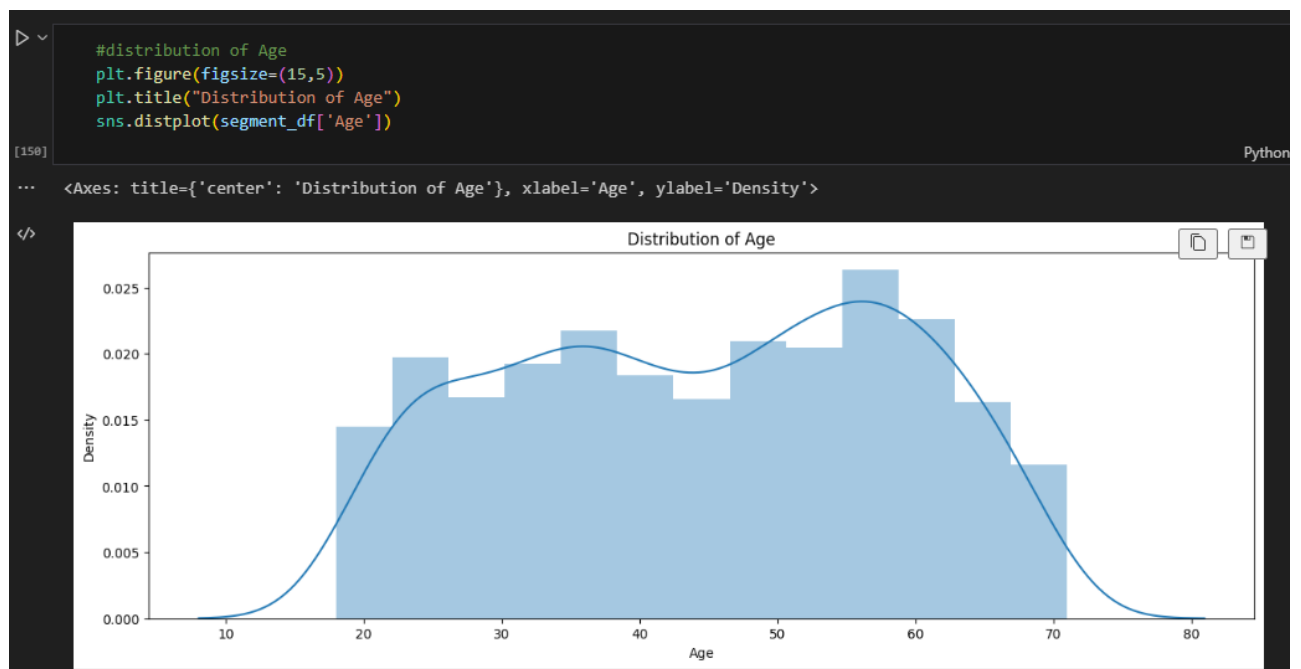 #distribution of Age
plt.figure(figsize=(15,5))
plt.title("Distribution of Age")
sns.distplot(segment_df['Age'])
[150]
Python
... <Axes: title={'center': 'Distribution of Age'}, xlabel='Age', ylabel='Density'>
</>
Distribution of Age
0.025
0.020
0.015
0.010
0.005
0.000
Density
10 20 30 40 50 60 70 80
Age